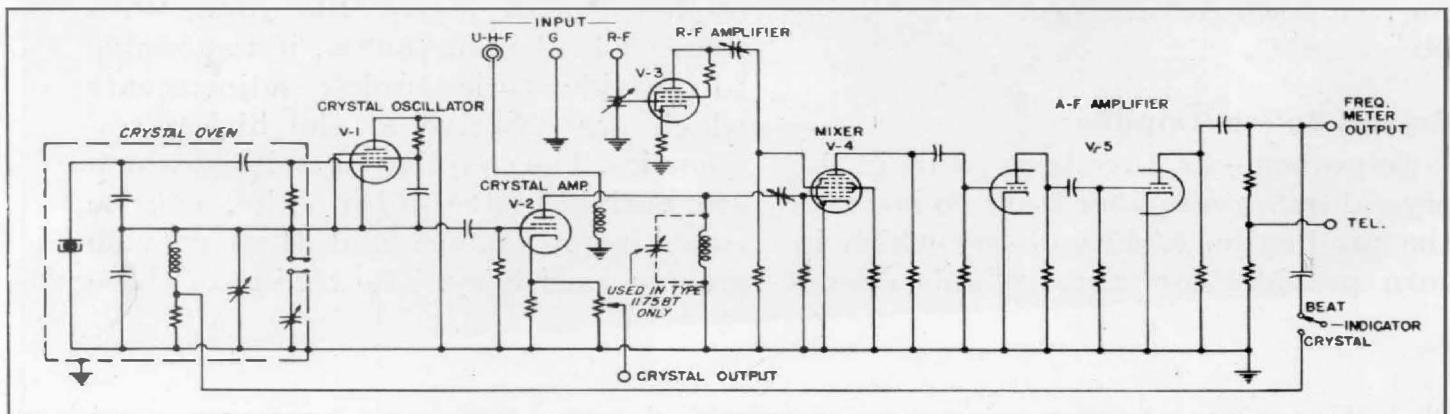 INPUT
U-H-F G R-F
R-F AMPLIFIER
V-3
CRYSTAL OSCILLATOR
V-1
CRYSTAL OVEN
CRYSTAL AMP.
V-2
MIXER
V-4
A-F AMPLIFIER
V-5
FREQ.
METER
OUTPUT
TEL.
USED IN TYPE
1175BT
ONLY
CRYSTAL OUTPUT
BEAT
INDICATOR
CRYSTAL